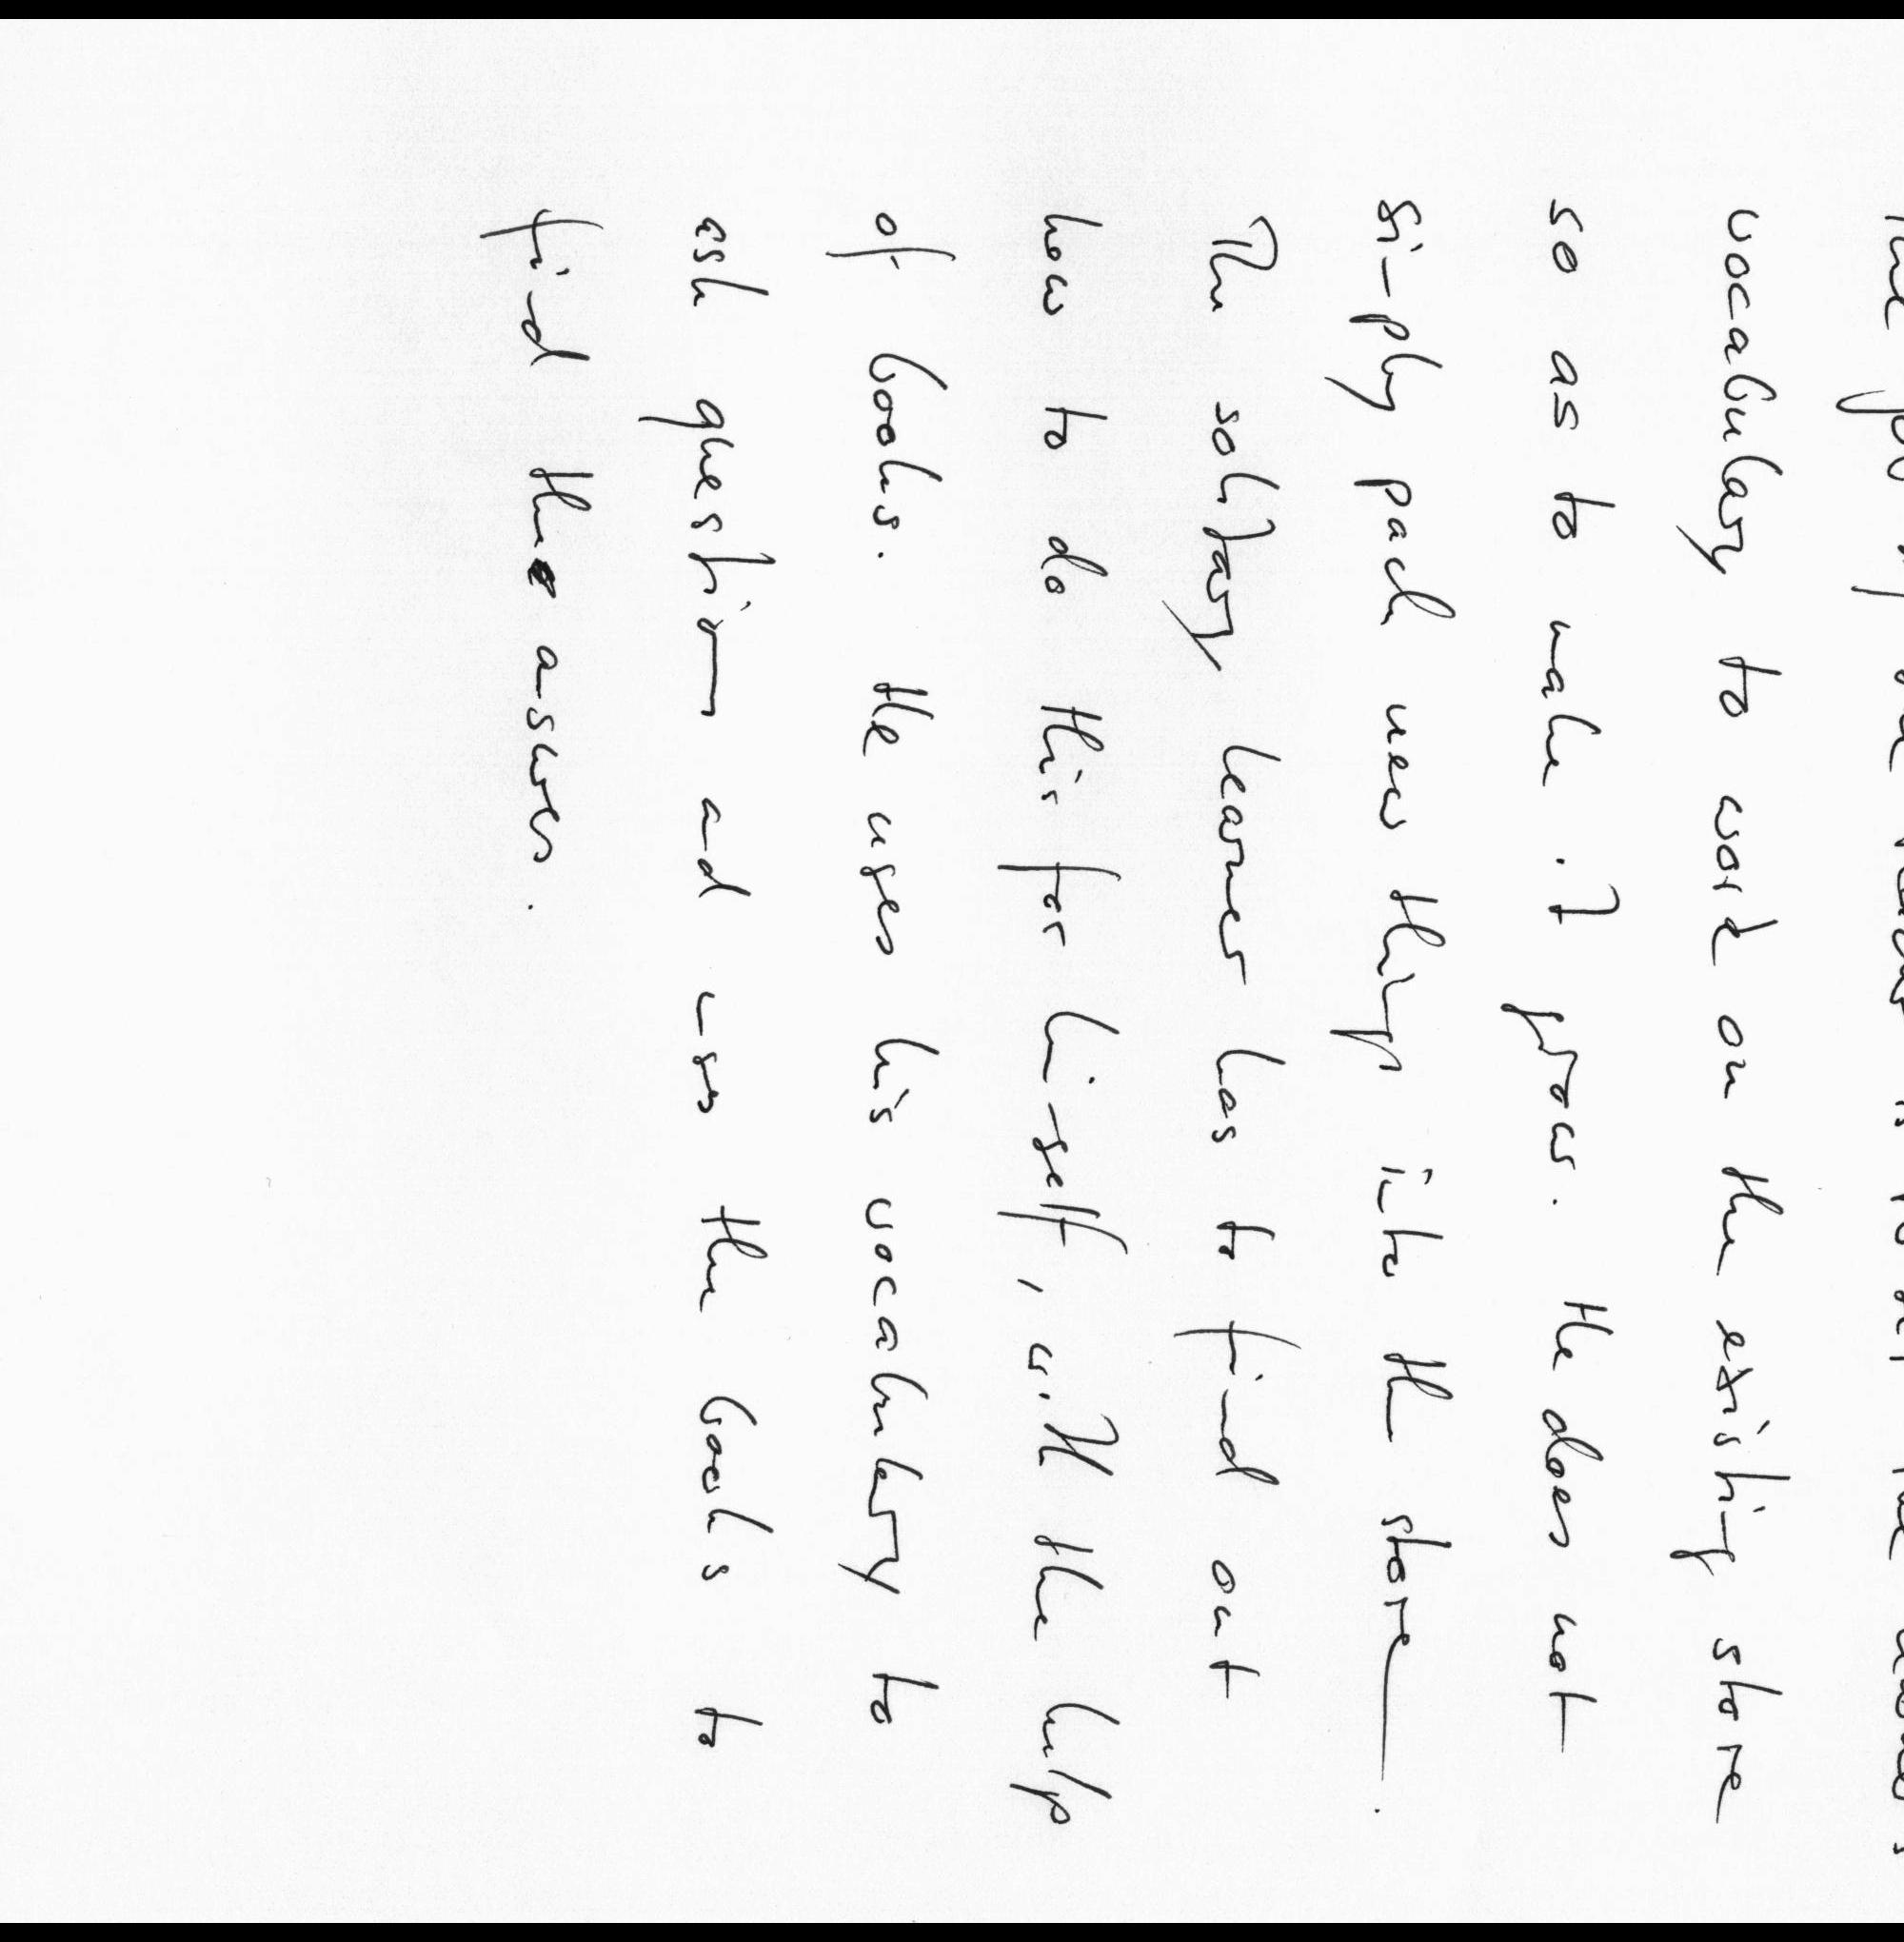 vocabulary to work on the existing store
so as to make it grow. He does not
simply pack new things into the store.
The solitary learner has to find out
how to do this for himself, with the help
of books. He uses his vocabulary to
ask question and uses the books to
find the answers.